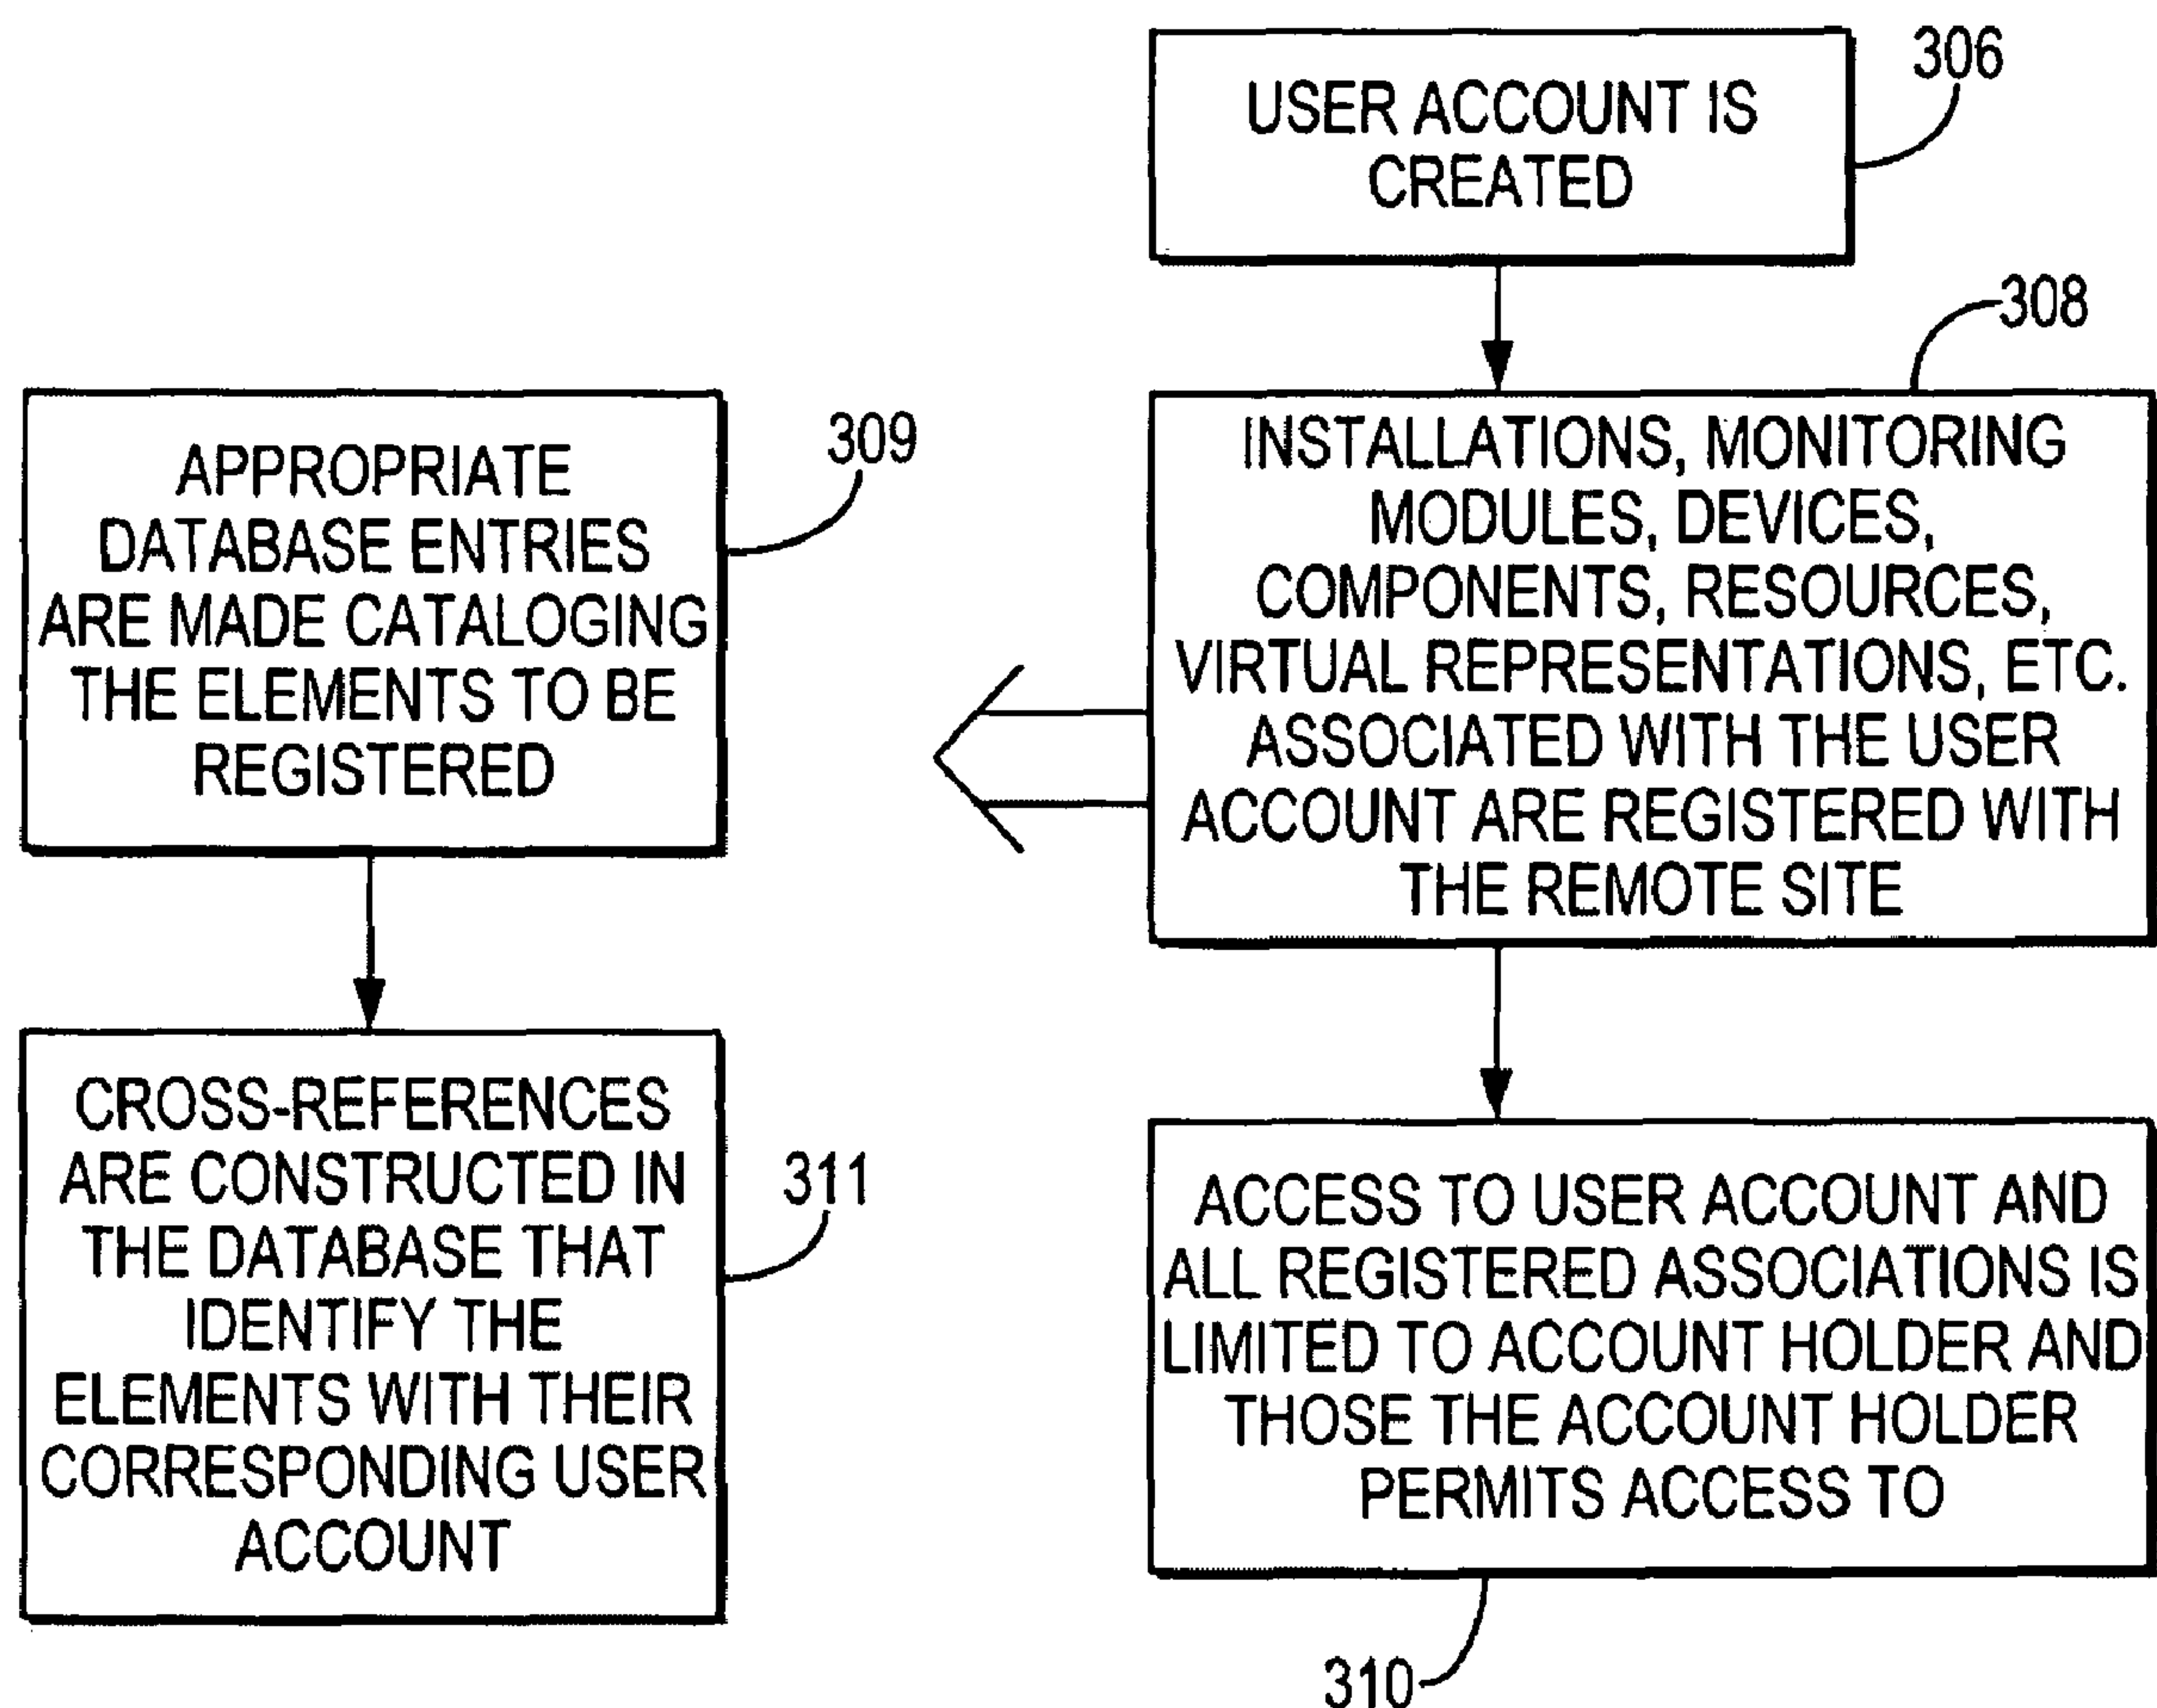 USER ACCOUNT IS
CREATED
306
308
INSTALLATIONS, MONITORING
MODULES, DEVICES,
COMPONENTS, RESOURCES,
VIRTUAL REPRESENTATIONS, ETC.
ASSOCIATED WITH THE USER
ACCOUNT ARE REGISTERED WITH
THE REMOTE SITE
309
APPROPRIATE
DATABASE ENTRIES
ARE MADE CATALOGING
THE ELEMENTS TO BE
REGISTERED
CROSS-REFERENCES
ARE CONSTRUCTED IN
THE DATABASE THAT
IDENTIFY THE
ELEMENTS WITH THEIR
CORRESPONDING USER
ACCOUNT
311
ACCESS TO USER ACCOUNT AND
ALL REGISTERED ASSOCIATIONS IS
LIMITED TO ACCOUNT HOLDER AND
THOSE THE ACCOUNT HOLDER
PERMITS ACCESS TO
310